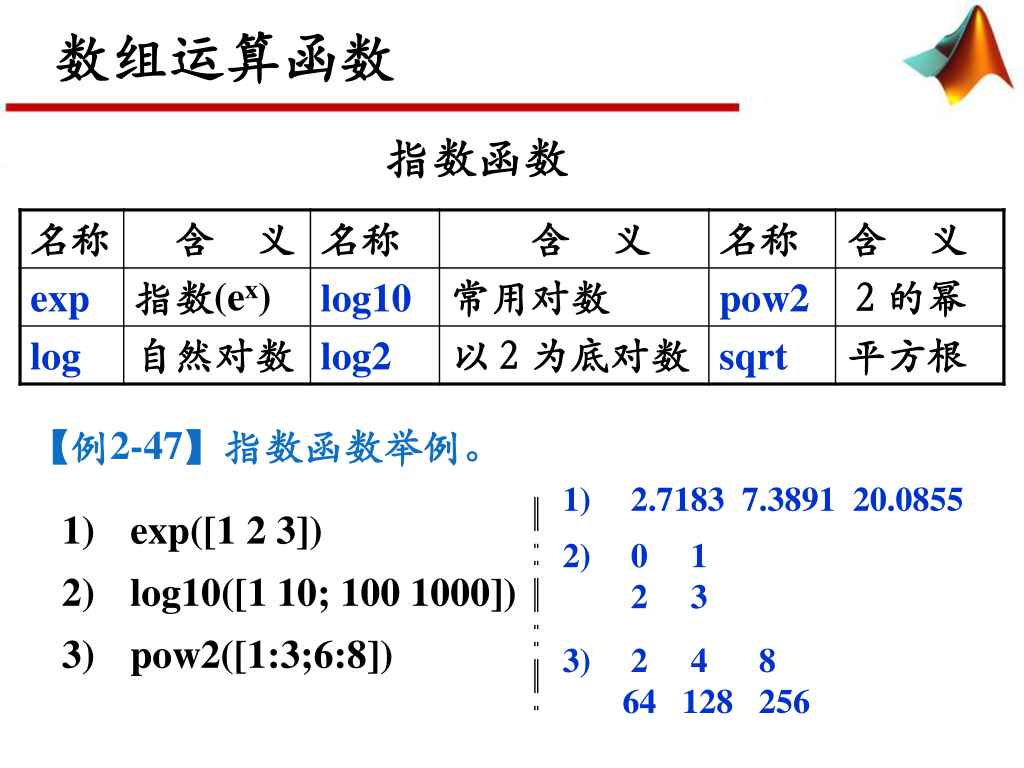 数组运算函数
指数函数
名称 含 义 名称 含 义 名称 含 义
exp 指数(eˣ) log10 常用对数 pow2 2的幂
log 自然对数 log2 以2为底对数 sqrt 平方根
【例2-47】指数函数举例。
1) exp([1 2 3])
2) log10([1 10; 100 1000])
3) pow2([1:3;6:8])
1) 2.7183 7.3891 20.0855
2) 0 1
2 3
3) 2 4 8
64 128 256